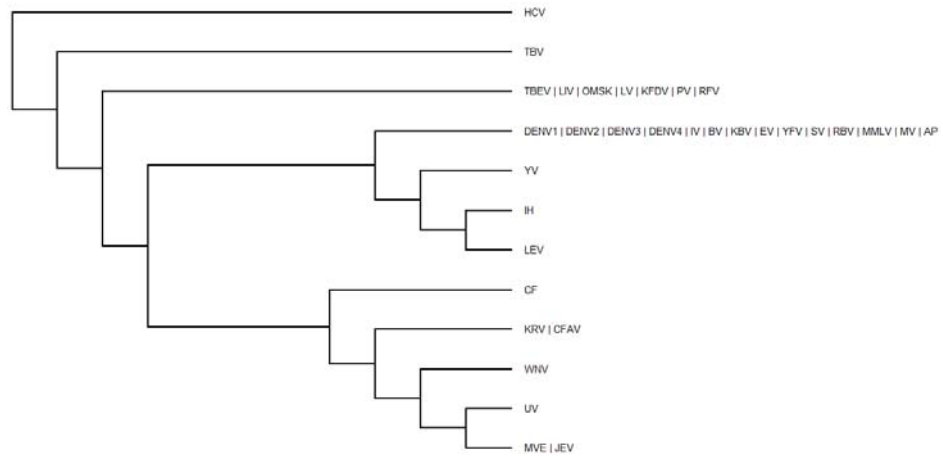 HCV
TBV
TBEV | LIV | OMSK | LV | KFDV | PV | RFV
DENV1 | DENV2 | DENV3 | DENV4 | IV | BV | KBV | EV | YFV | SV | RBV | MMLV | MV | AP
YV
IH
LEV
CF
KRV | CFAV
WNV
UV
MVE | JEV